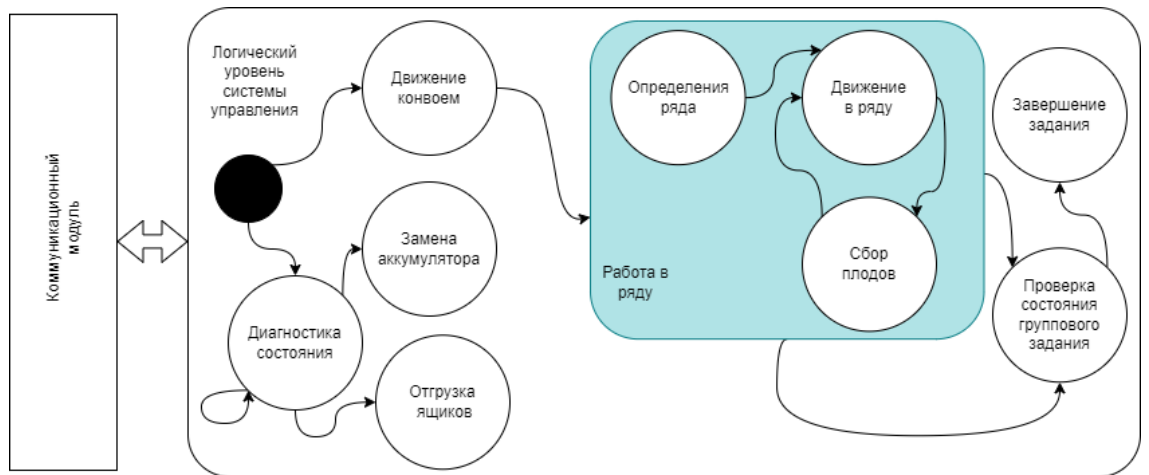 Коммуникационный
модуль
Логический
уровень
системы
управления
Движение
конвоем
Замена
аккумулятора
Диагностика
состояния
Отгрузка
ящиков
Определения
ряда
Движение
в ряду
Сбор
плодов
Работа в
ряду
Завершение
задания
Проверка
состояния
группового
задания